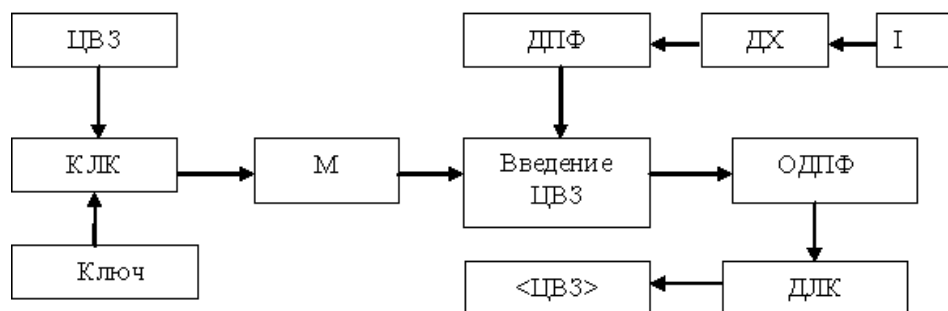 ЦВЗ
ДПФ
ДХ
I
КЛК
М
Введение
ЦВЗ
ОДПФ
Ключ
<ЦВЗ>
ДЛК